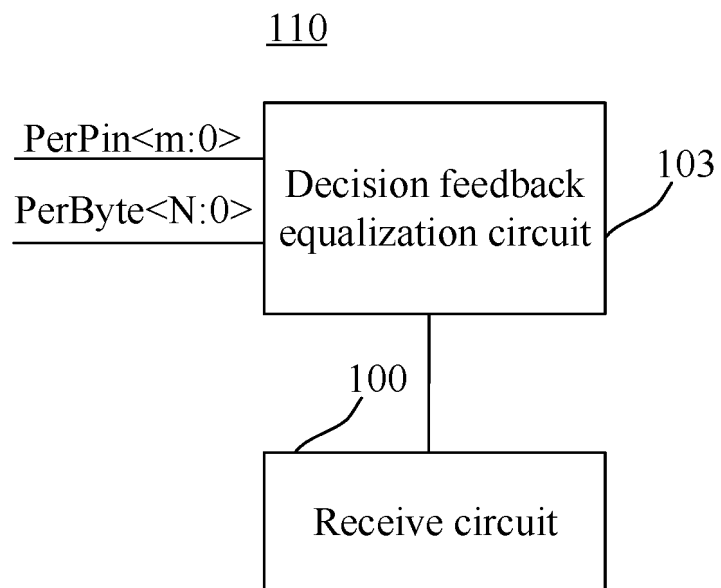 110
PerPin<m:0>
PerByte<N:0>
Decision feedback
equalization circuit
103
100
Receive circuit